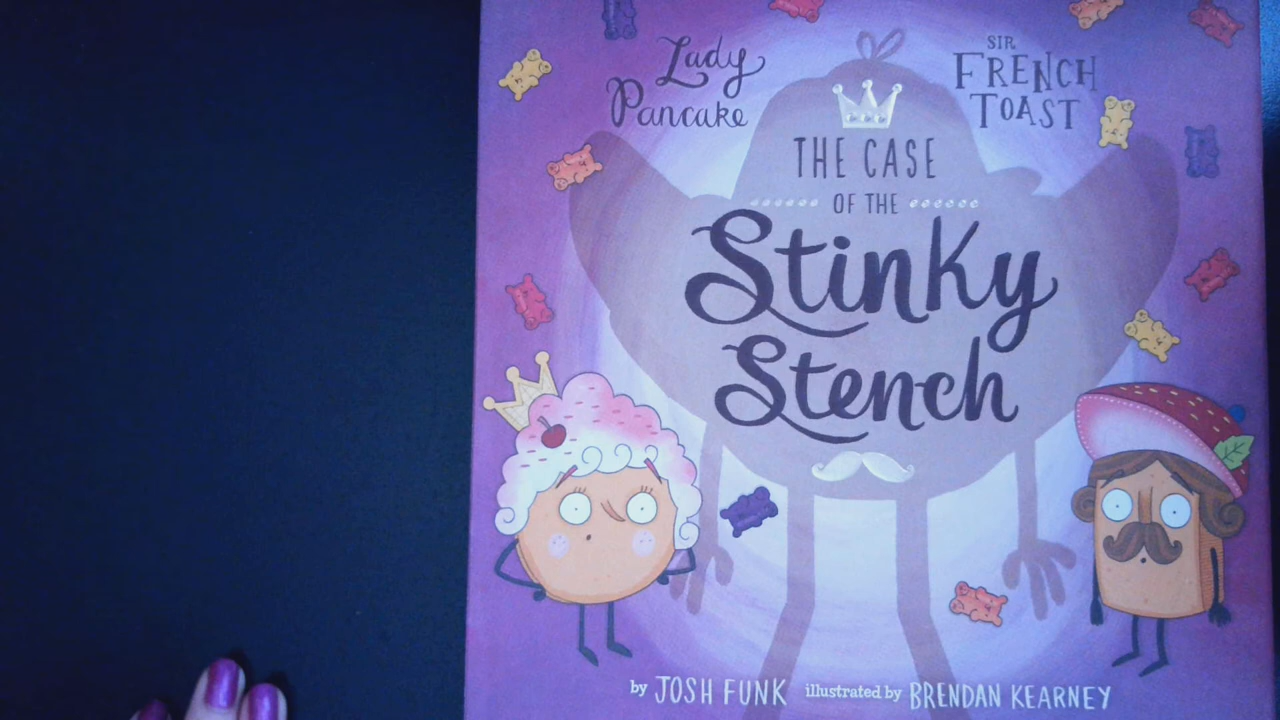 Lady
Pancake
SIR
FRENCH
TOAST
THE CASE
OF THE
Stinky
Stench
by JOSH FUNK illustrated by BRENDAN KEARNEY